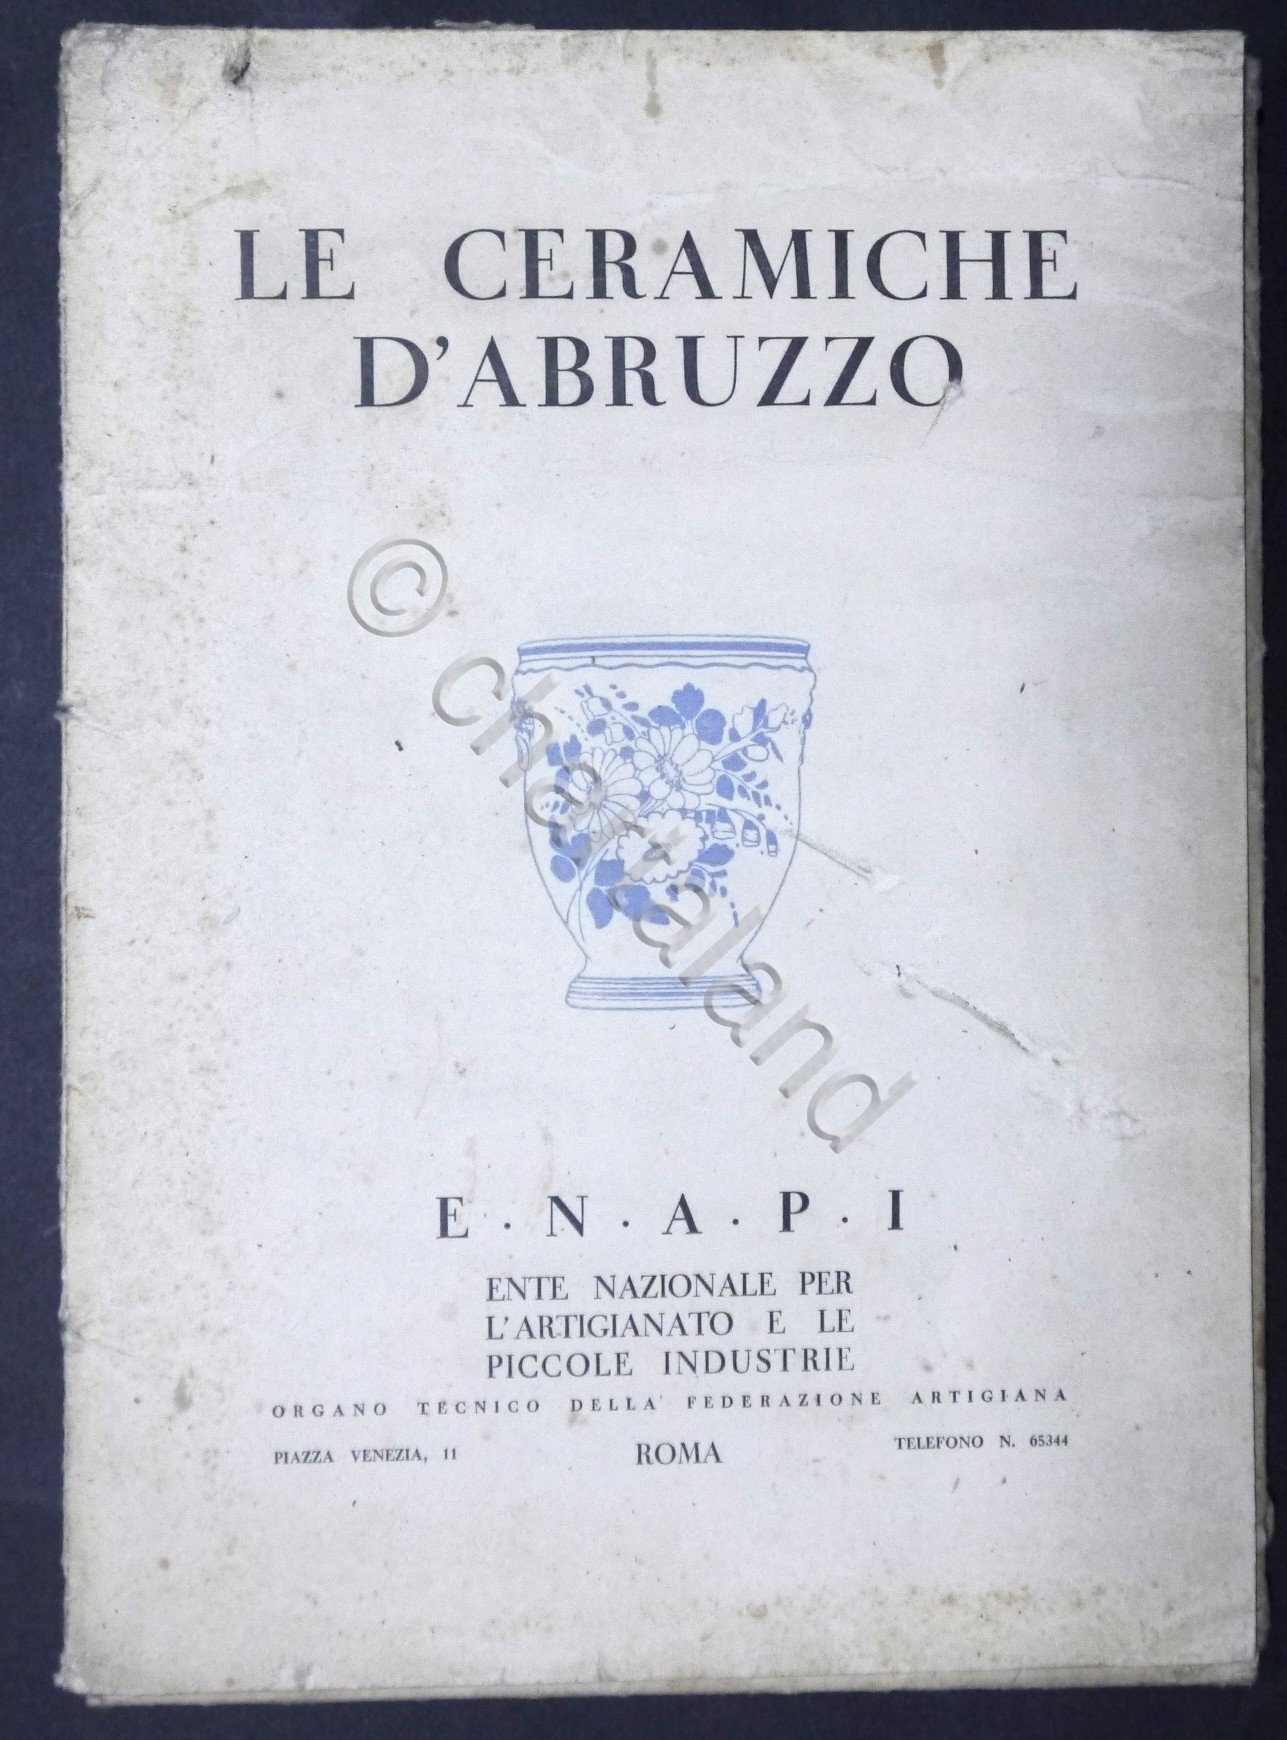 LE CERAMICHE
D'ABRUZZO
© chartaland
E · N · A · P · I
ENTE NAZIONALE PER
L'ARTIGIANATO E LE
PICCOLE INDUSTRIE
ORGANO TECNICO DELLA FEDERAZIONE ARTIGIANA
PIAZZA VENEZIA, 11 ROMA TELEFONO N. 65344